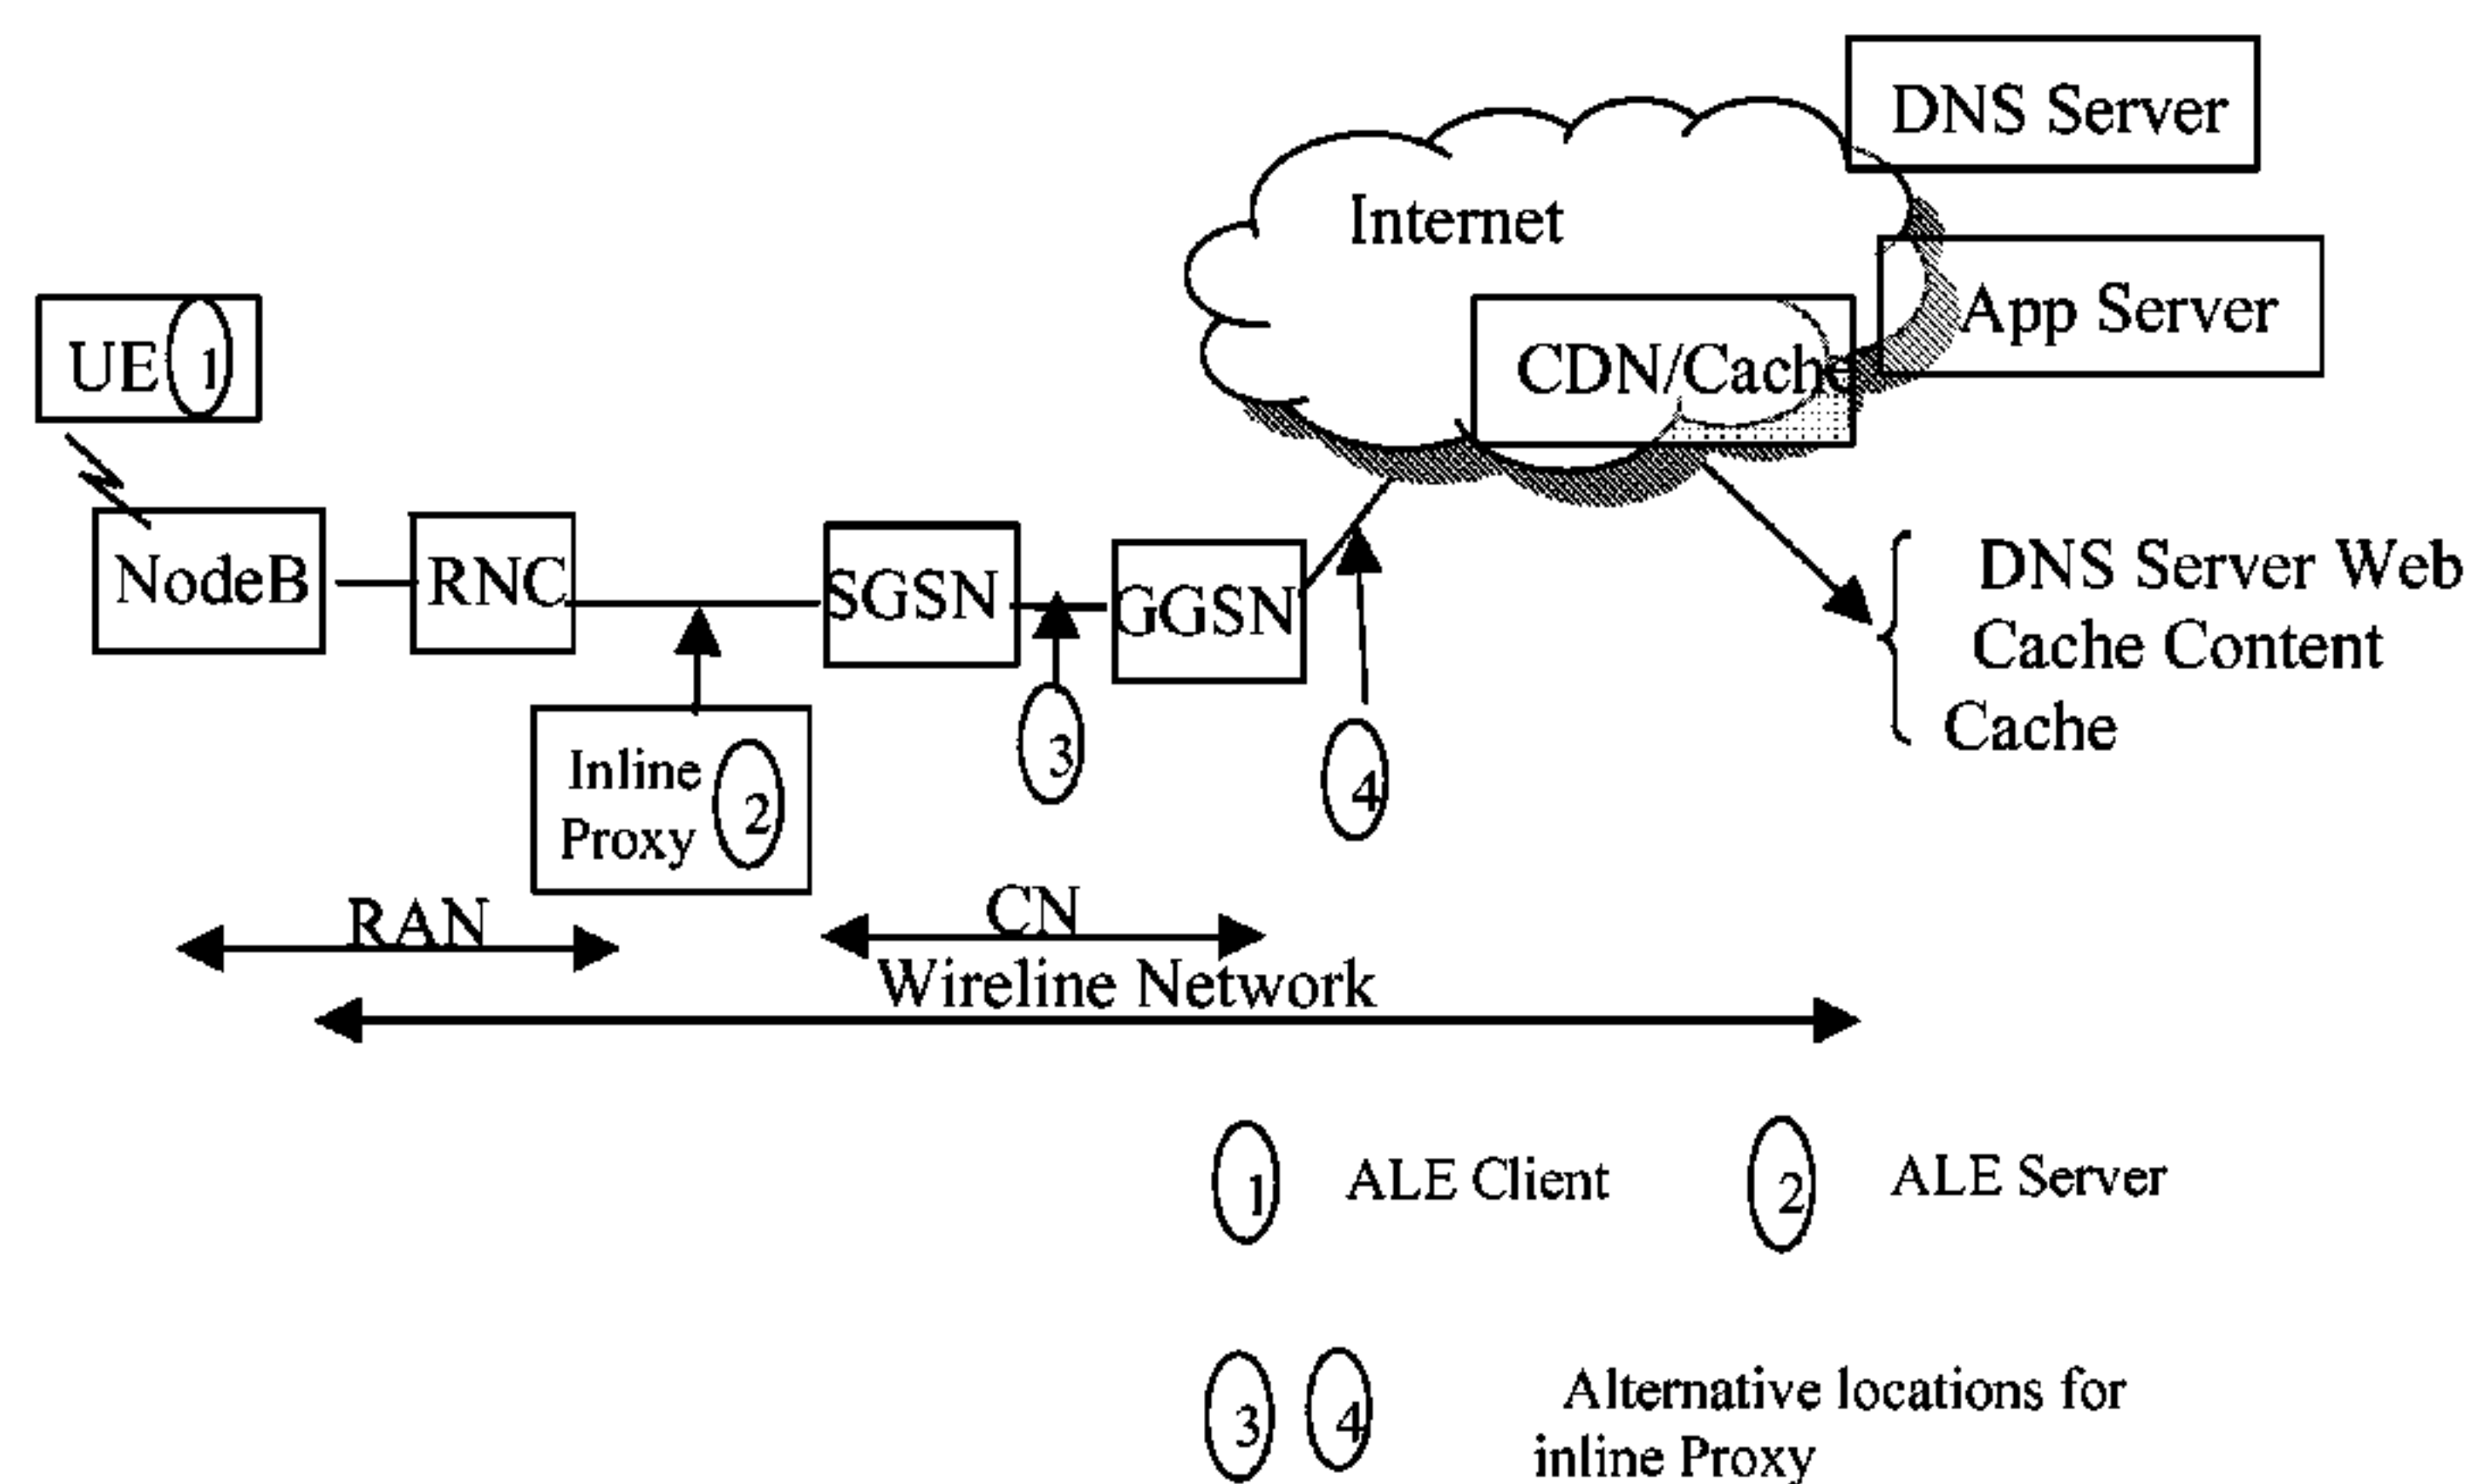 DNS Server
Internet
App Server
UE 1
CDN/Cache
NodeB
RNC
SGSN
GGSN
DNS Server Web
Cache Content
Cache
3
4
Inline
Proxy 2
RAN
CN
Wireline Network
1 ALE Client
2 ALE Server
3 4 Alternative locations for
inline Proxy